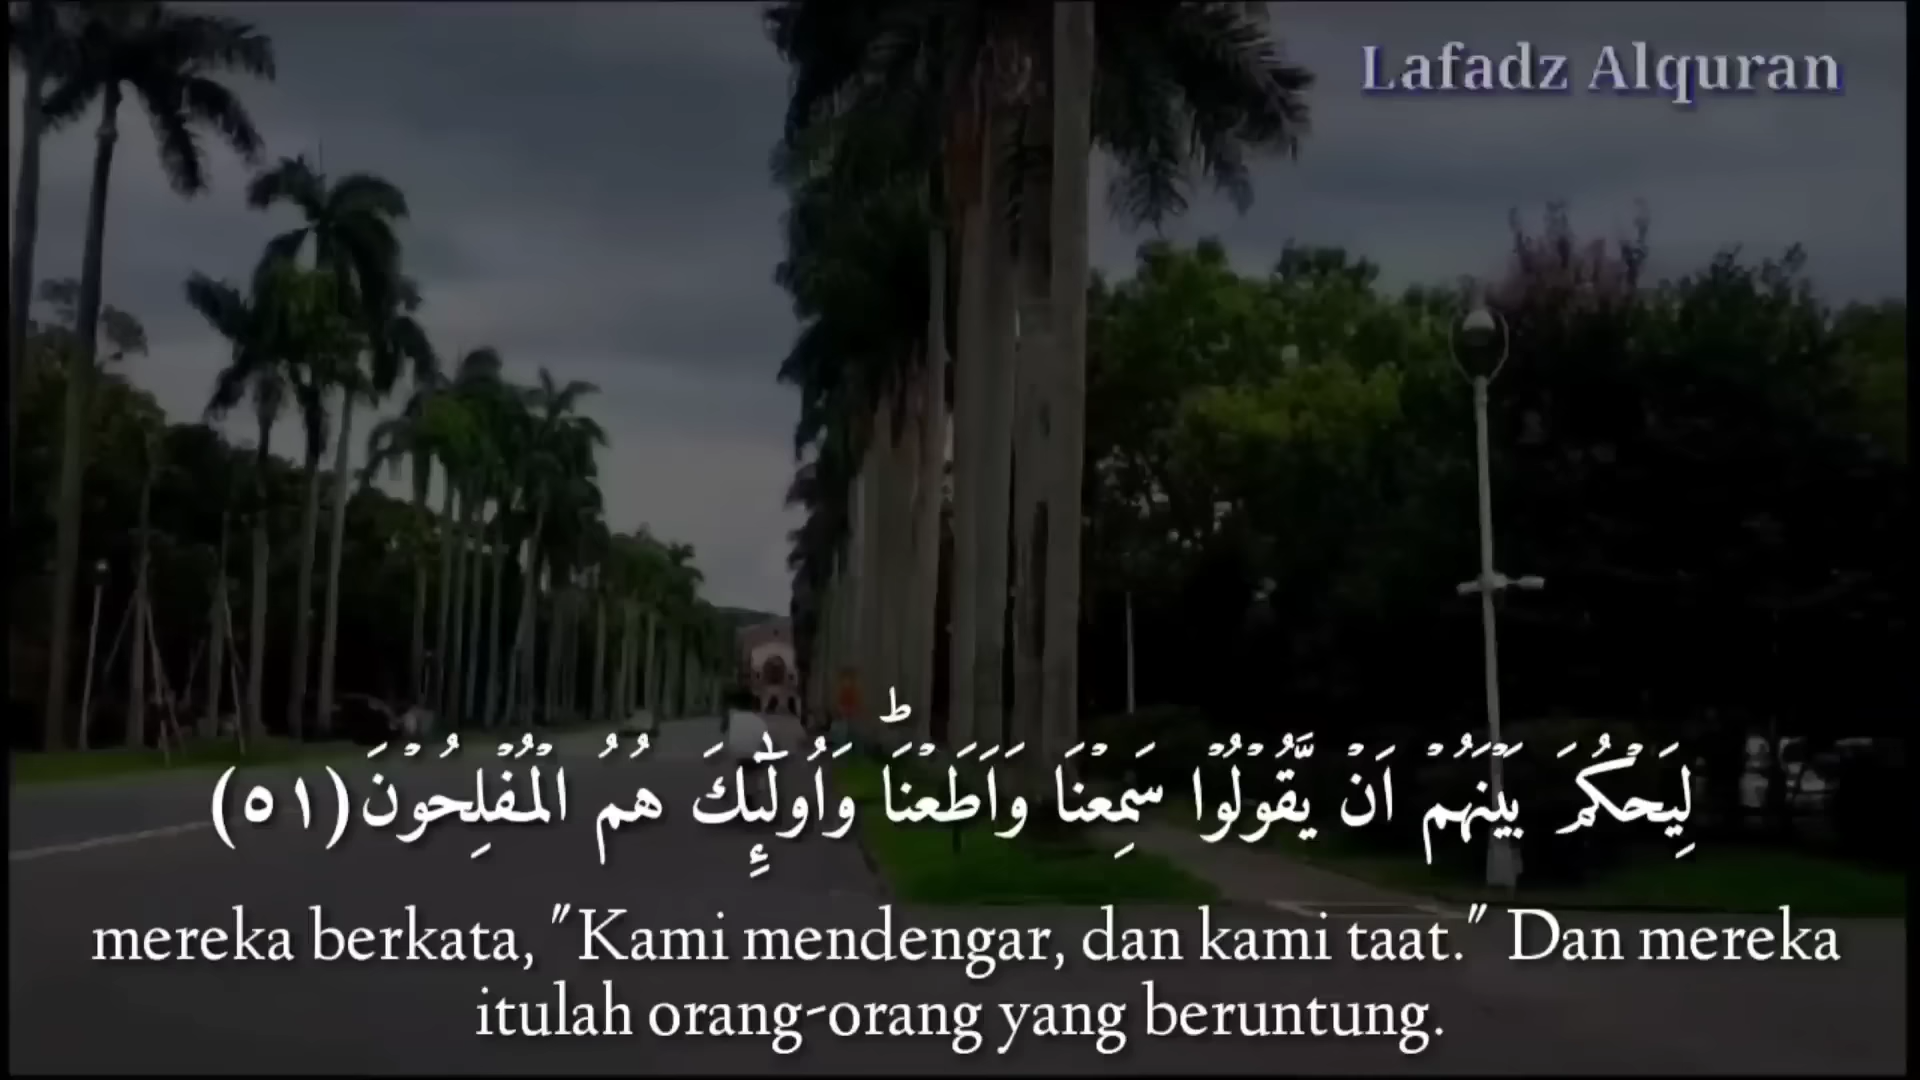 Lafadz Alquran
لِيَحْكُمَ بَيْنَهُمْ اَنْ يَّقُوْلُوْا سَمِعْنَا وَاَطَعْنَاۗ وَاُولٰۤىِٕكَ هُمُ الْمُفْلِحُوْنَ (٥١)
mereka berkata, "Kami mendengar, dan kami taat." Dan mereka
itulah orang-orang yang beruntung.